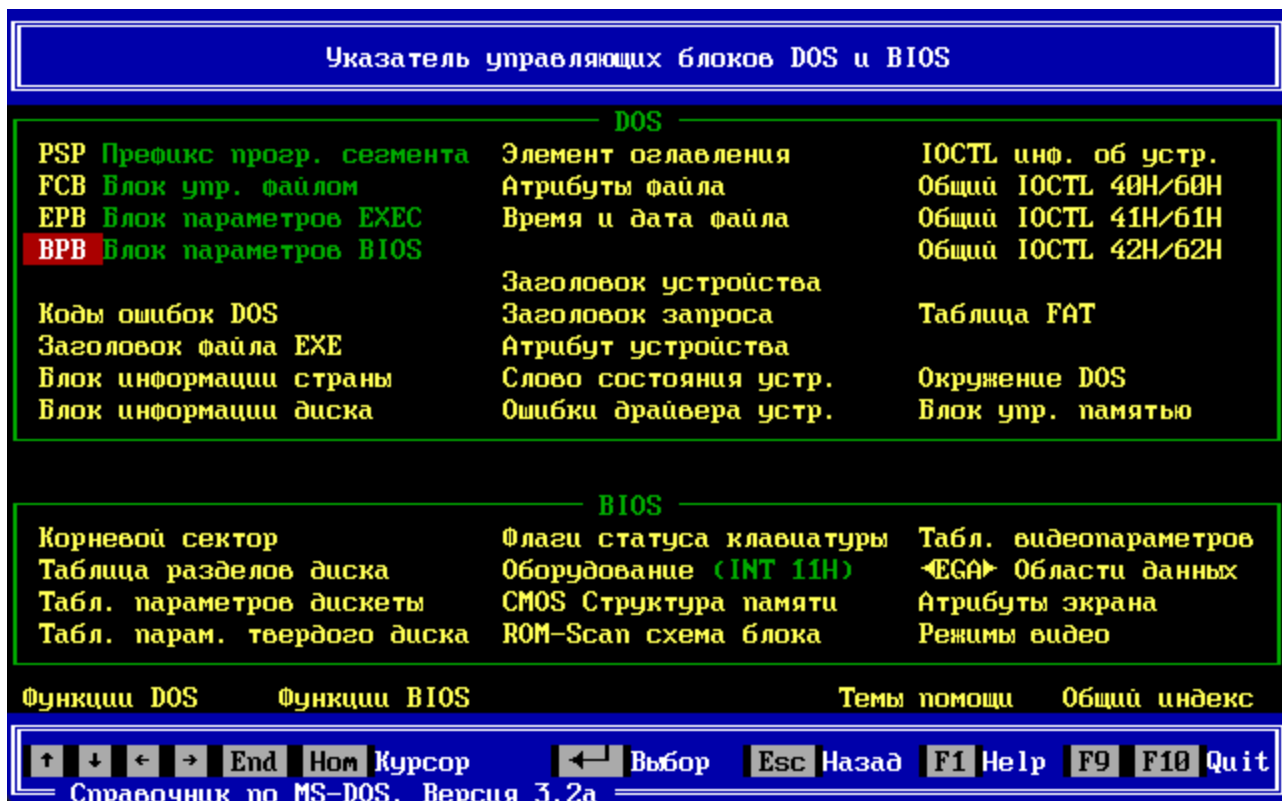 Указатель управляющих блоков DOS и BIOS
DOS
PSP Префикс прогр. сегмента Элемент оглавления IOCTL инф. об устр.
FCB Блок упр. файлом Атрибуты файла Общий IOCTL 40H/60H
EPB Блок параметров EXEC Время и дата файла Общий IOCTL 41H/61H
BPB Блок параметров BIOS Общий IOCTL 42H/62H
Заголовок устройства
Коды ошибок DOS Заголовок запроса Таблица FAT
Заголовок файла EXE Атрибут устройства
Блок информации страны Слово состояния устр. Окружение DOS
Блок информации диска Ошибки драйвера устр. Блок упр. памятью
BIOS
Корневой сектор Флаги статуса клавиатуры Табл. видеопараметров
Таблица разделов диска Оборудование (INT 11H) ◄EGA► Области данных
Табл. параметров дискеты CMOS Структура памяти Атрибуты экрана
Табл. парам. твердого диска ROM-Scan схема блока Режимы видео
Функции DOS Функции BIOS Темы помощи Общий индекс
↑ ↓ ← → End Hom Курсор ◄─┘ Выбор Esc Назад F1 Help F9 F10 Quit
Справочник по MS-DOS. Версия 3.2a